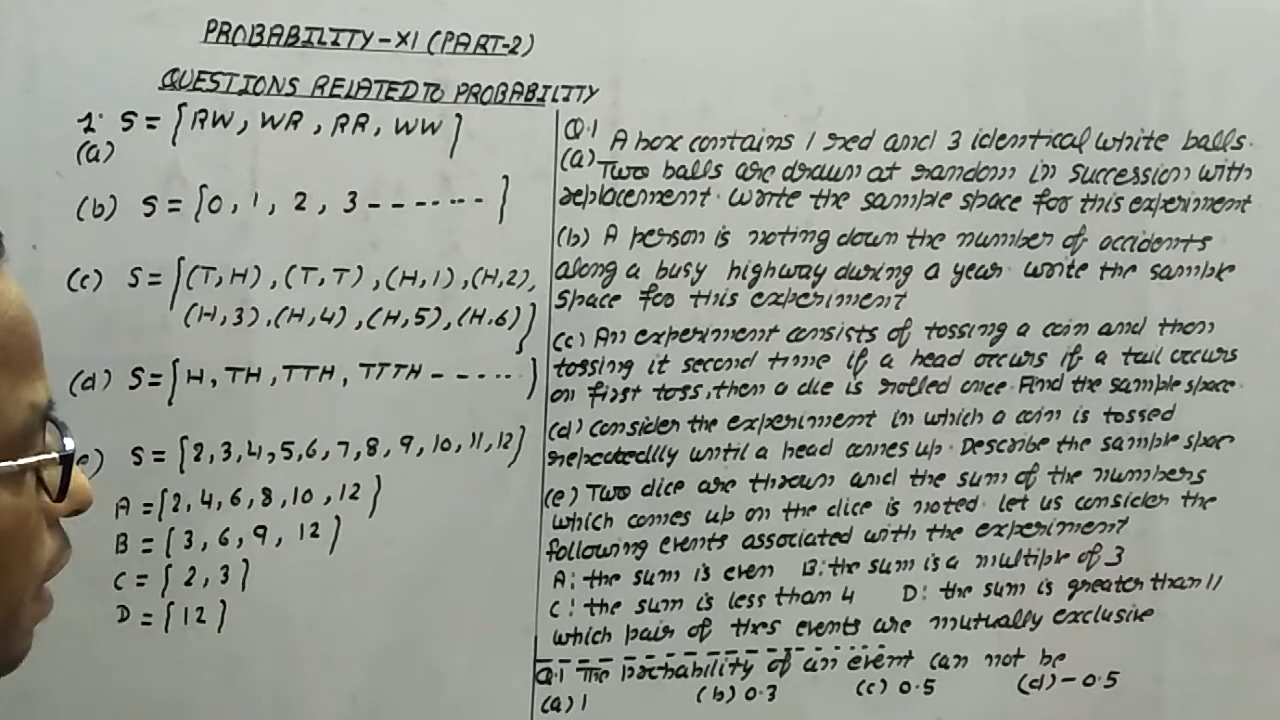 PROBABILITY-XI (PART-2)
QUESTIONS RELATED TO PROBABILITY
1. S = {RW, WR, RR, WW}
(a)
(b) S = {0, 1, 2, 3 ------- }
(c) S = {(T,H), (T,T), (H,1), (H,2),
(H,3), (H,4), (H,5), (H,6)}
(d) S = {H, TH, TTH, TTTH ------ }
e) S = {2,3,4,5,6,7,8,9,10,11,12}
A = {2, 4, 6, 8, 10, 12}
B = {3, 6, 9, 12}
C = {2, 3}
D = {12}
Q.1 A box contains 1 red and 3 identical white balls.
(a) Two balls are drawn at random in succession with
replacement. Write the sample space for this experiment
(b) A person is noting down the number of accidents
along a busy highway during a year. write the sample
space for this experiment
(c) An experiment consists of tossing a coin and then
tossing it second time if a head occurs if a tail occurs
on first toss, then a die is rolled once. Find the sample space.
(d) consider the experiment in which a coin is tossed
repeatedlly until a head comes up. Describe the sample spac
(e) Two dice are thrown and the sum of the numbers
which comes up on the dice is noted. let us consider the
following events associated with the experiment
A: the sum is even B: the sum is a multiple of 3
C: the sum is less than 4 D: the sum is greater than 11
which pair of events are mutually exclusive
Q.1 The probability of an event can not be
(a) 1 (b) 0.3 (c) 0.5 (d) -0.5